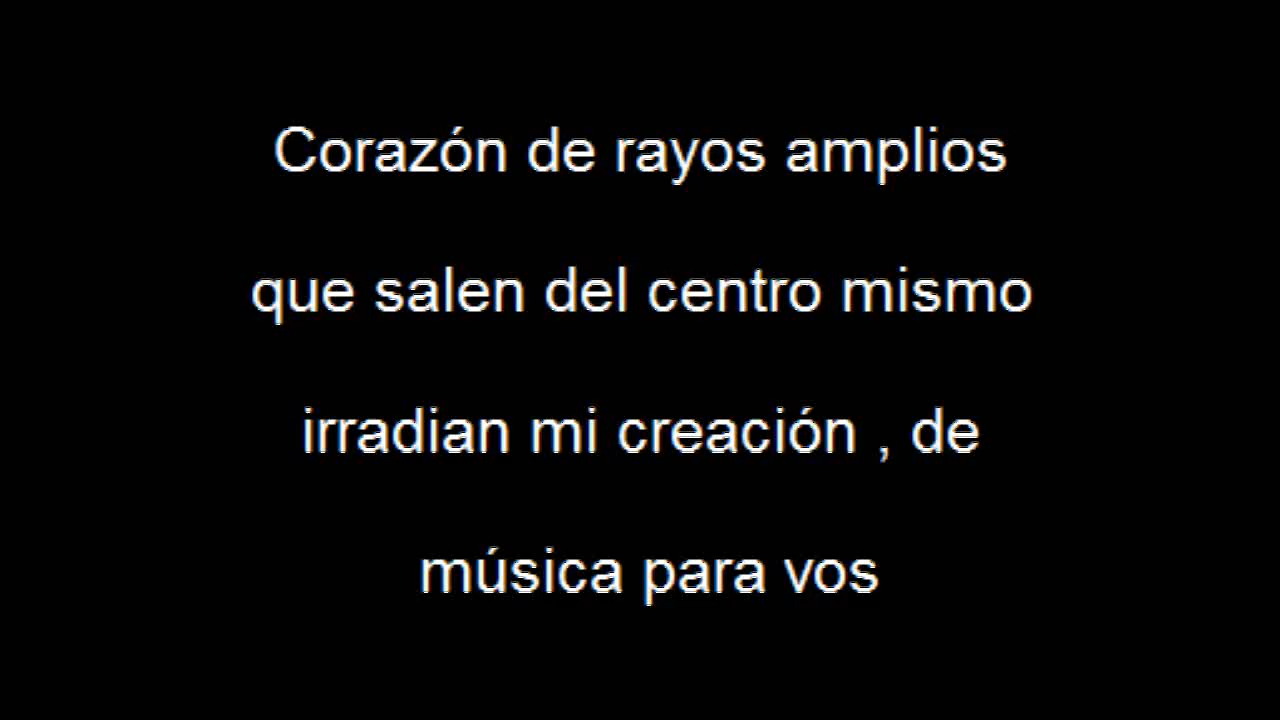 Corazón de rayos amplios
que salen del centro mismo
irradian mi creación , de
música para vos